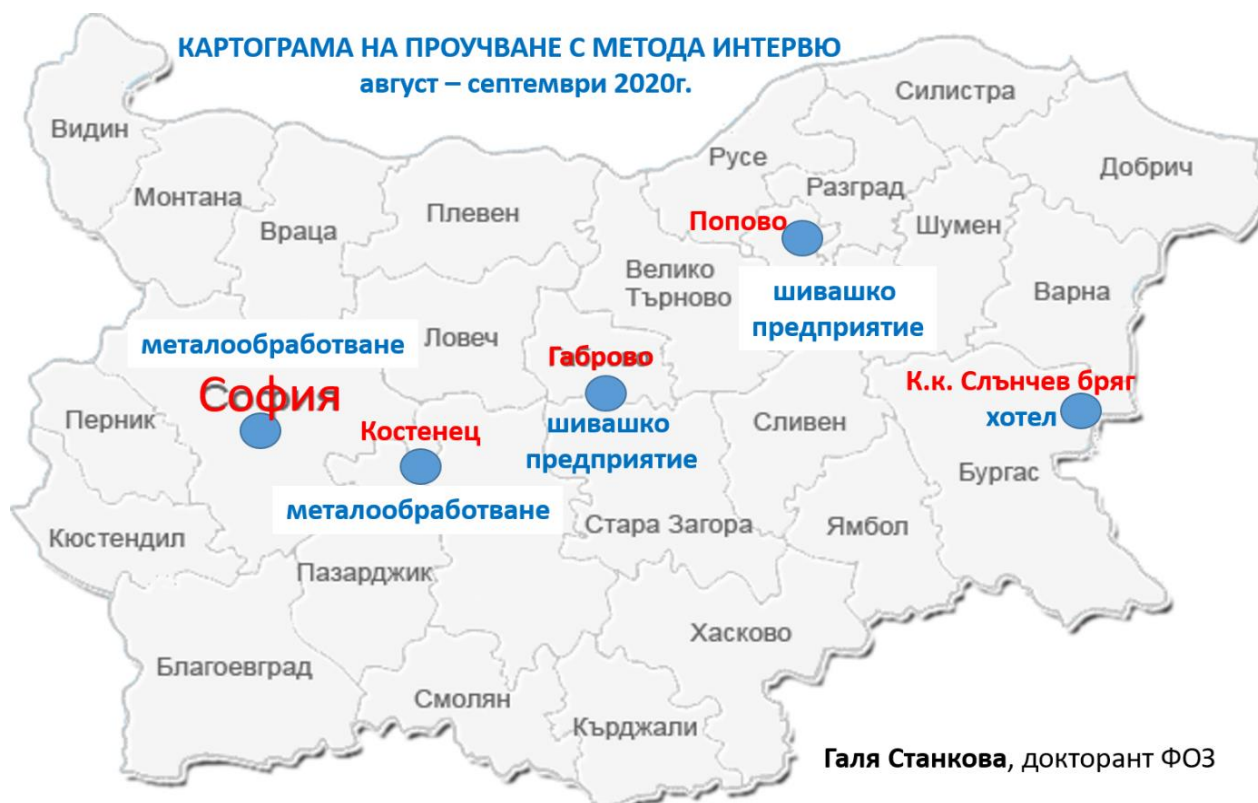 КАРТОГРАМА НА ПРОУЧВАНЕ С МЕТОДА ИНТЕРВЮ
август – септември 2020г.
Силистра
Видин
Добрич
Русе
Монтана
Разград
Плевен
Попово
Шумен
Враца
Велико
Търново
шивашко
предприятие
Варна
металообработване
Ловеч
Габрово
София
К.к. Слънчев бряг
хотел
Перник
Костенец
шивашко
предприятие
Сливен
Бургас
металообработване
Стара Загора
Ямбол
Кюстендил
Пазарджик
Хасково
Благоевград
Смолян
Кърджали
Галя Станкова, докторант ФОЗ